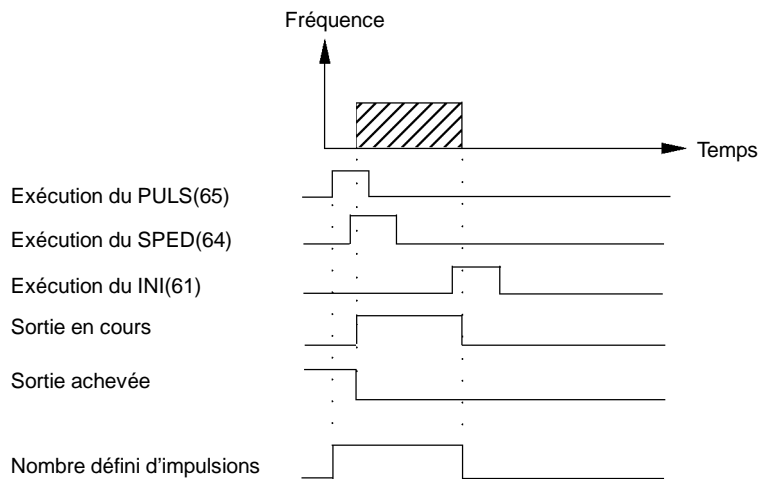 Fréquence
Temps
Exécution du PULS(65)
Exécution du SPED(64)
Exécution du INI(61)
Sortie en cours
Sortie achevée
Nombre défini d'impulsions